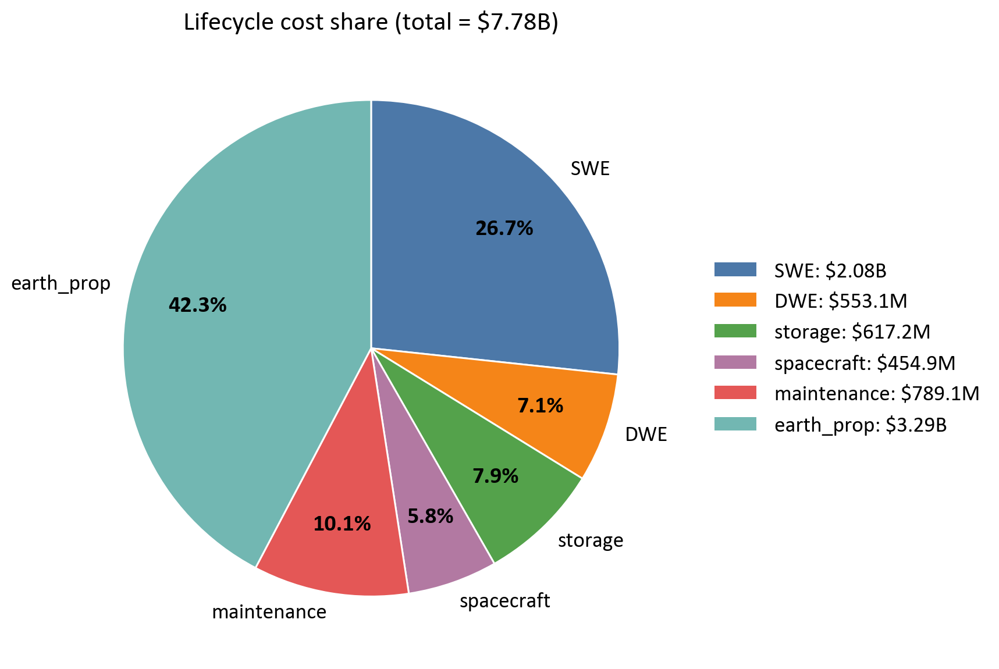 Lifecycle cost share (total = $7.78B)
SWE
26.7%
earth_prop
42.3%
7.1%
DWE
7.9%
5.8%
10.1%
storage
spacecraft
maintenance
SWE: $2.08B
DWE: $553.1M
storage: $617.2M
spacecraft: $454.9M
maintenance: $789.1M
earth_prop: $3.29B